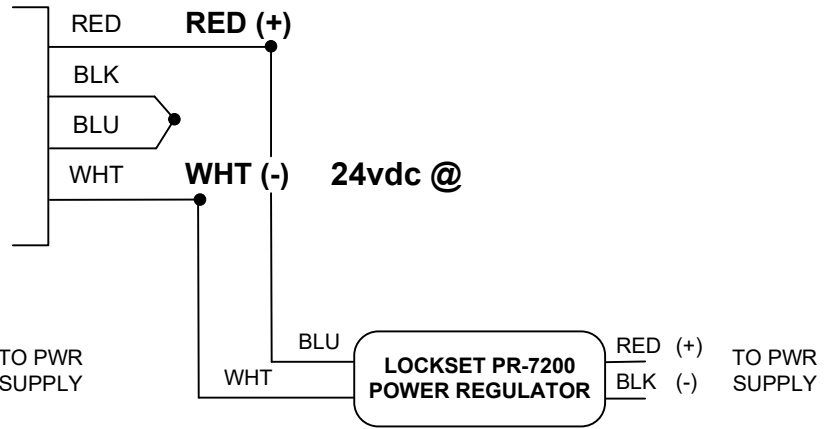 RED RED (+)
BLK
BLU
WHT WHT (-) 24vdc @
BLU
WHT
LOCKSET PR-7200
POWER REGULATOR
RED (+)
BLK (-)
TO PWR
SUPPLY
TO PWR
SUPPLY